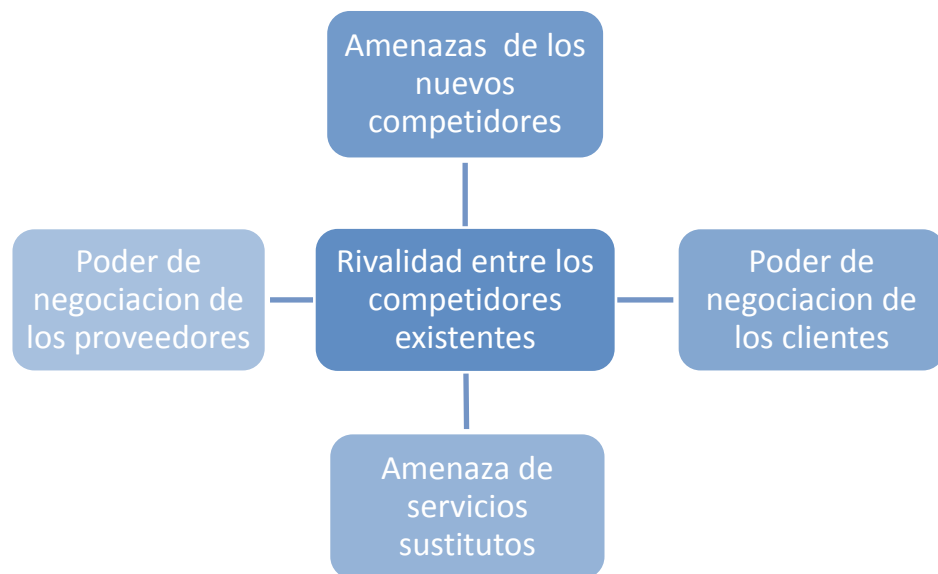 Amenazas de los
nuevos
competidores
Poder de
negociacion de
los proveedores
Rivalidad entre los
competidores
existentes
Poder de
negociacion de
los clientes
Amenaza de
servicios
sustitutos